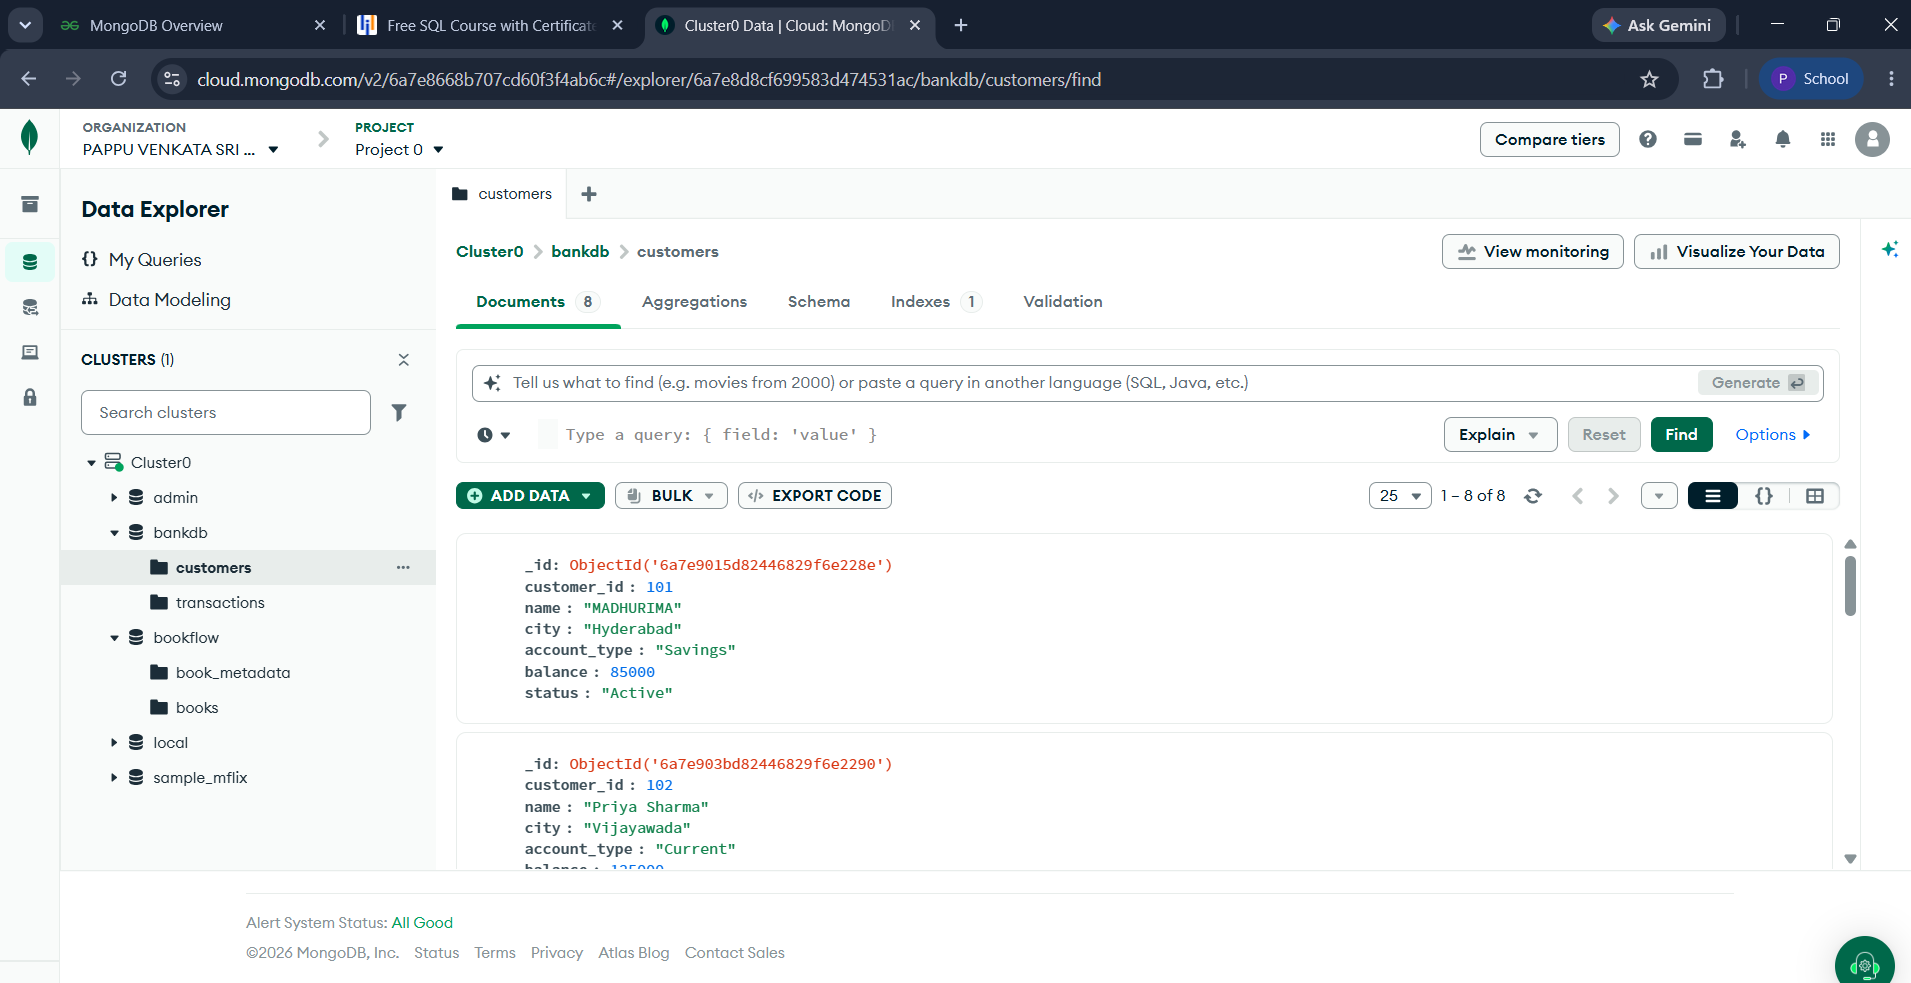 MongoDB Overview
Free SQL Course with Certificate
Cluster0 Data | Cloud: MongoD
Ask Gemini
cloud.mongodb.com/v2/6a7e8668b707cd60f3f4ab6c#/explorer/6a7e8d8cf699583d474531ac/bankdb/customers/find
P School
ORGANIZATION
PAPPU VENKATA SRI ...
PROJECT
Project 0
Compare tiers
Data Explorer
My Queries
Data Modeling
CLUSTERS (1)
Search clusters
Cluster0
admin
bankdb
customers
transactions
bookflow
book_metadata
books
local
sample_mflix
customers
Cluster0 > bankdb > customers
View monitoring
Visualize Your Data
Documents 8
Aggregations
Schema
Indexes 1
Validation
Tell us what to find (e.g. movies from 2000) or paste a query in another language (SQL, Java, etc.)
Generate
Type a query: { field: 'value' }
Explain
Reset
Find
Options
ADD DATA
BULK
EXPORT CODE
25
1 – 8 of 8
_id: ObjectId('6a7e9015d82446829f6e228e')
customer_id : 101
name : "MADHURIMA"
city : "Hyderabad"
account_type : "Savings"
balance : 85000
status : "Active"
_id: ObjectId('6a7e903bd82446829f6e2290')
customer_id : 102
name : "Priya Sharma"
city : "Vijayawada"
account_type : "Current"
balance : 125000
Alert System Status: All Good
©2026 MongoDB, Inc. Status Terms Privacy Atlas Blog Contact Sales